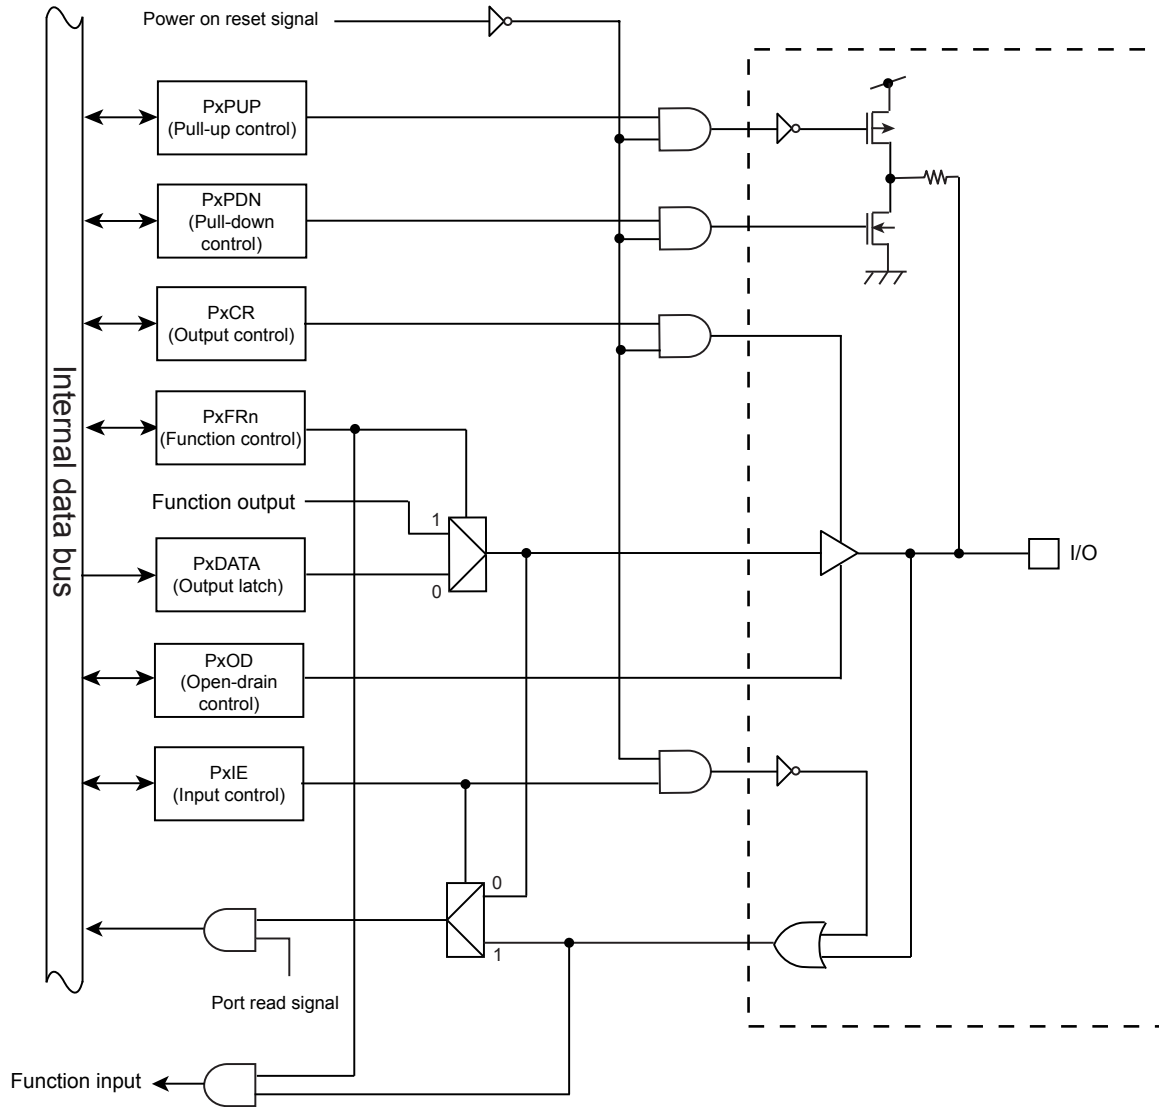 Power on reset signal
PxPUP
(Pull-up control)
PxPDN
(Pull-down
control)
PxCR
(Output control)
Internal data bus
PxFRn
(Function control)
Function output
1
PxDATA
(Output latch)
0
I/O
PxOD
(Open-drain
control)
PxIE
(Input control)
0
1
Port read signal
Function input